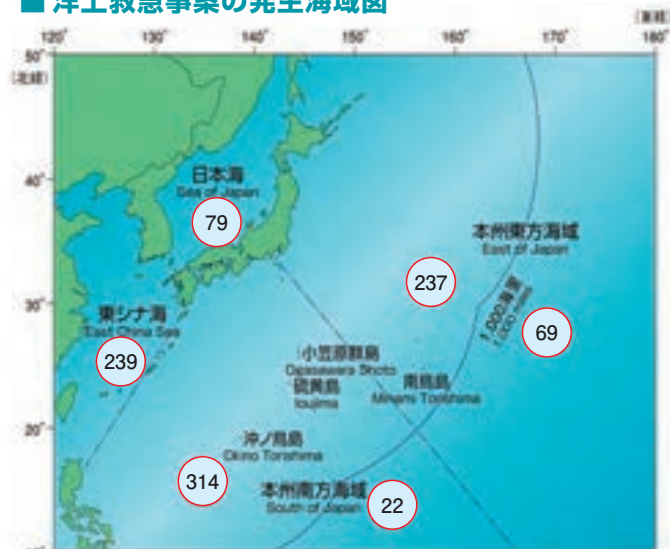 ■ 洋上救急事案の発生海域図
120° 130° 140° 150° 160° 170° 180°
50°
(北緯)
日本海
Sea of Japan
79
40°
本州東方海域
East of Japan
237
30°
1,000海里
1,000 miles
69
東シナ海
East China Sea
239
小笠原群島
Ogasawara Shoto
硫黄島
Ioujima
南鳥島
Minami Torishima
20°
沖ノ鳥島
Okino Torishima
314
本州南方海域
South of Japan
22